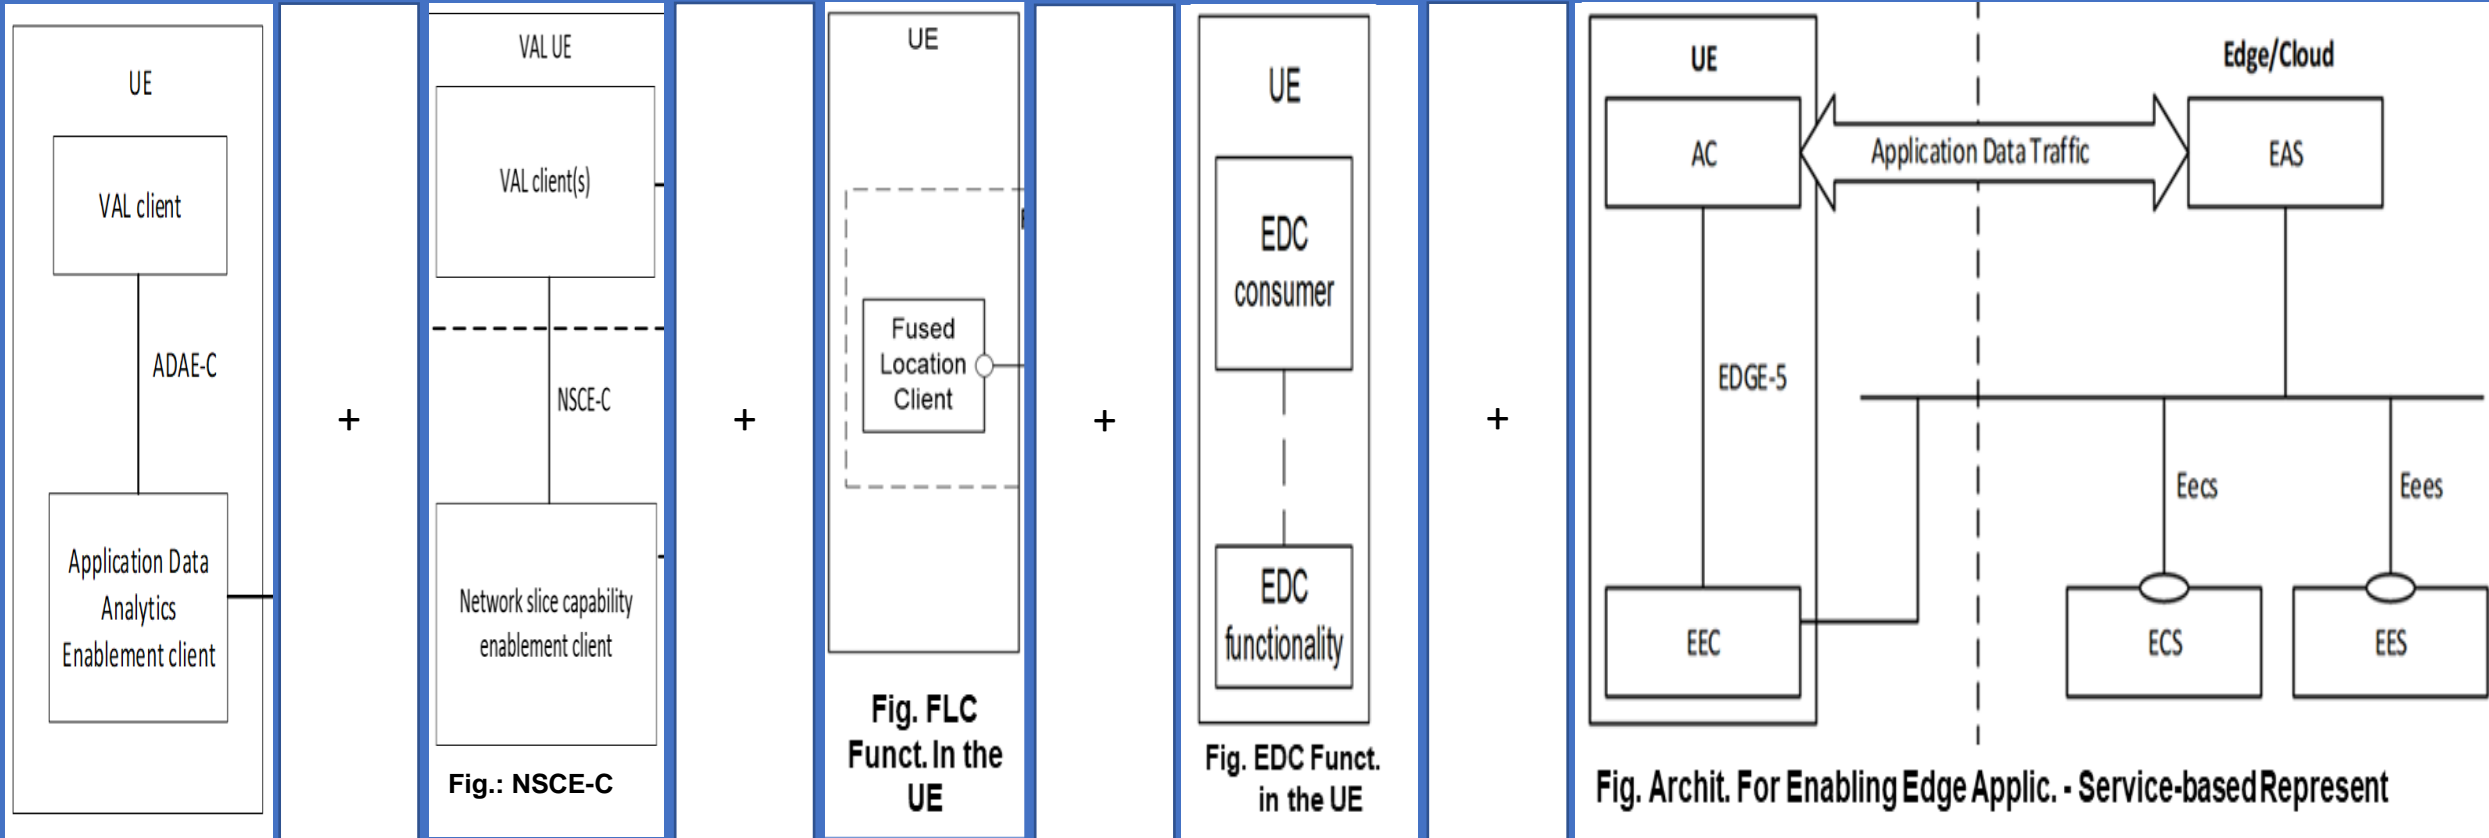 UE
VAL client
ADAE-C
Application Data
Analytics
Enablement client
+
VAL UE
VAL client(s)
NSCE-C
Network slice capability
enablement client
Fig.: NSCE-C
+
UE
Fused
Location
Client
Fig. FLC
Funct. In the
UE
+
UE
EDC
consumer
EDC
functionality
Fig. EDC Funct.
in the UE
+
UE
Edge/Cloud
AC
Application Data Traffic
EAS
EDGE-5
Eecs
Eees
EEC
ECS
EES
Fig. Archit. For Enabling Edge Applic. - Service-based Represent